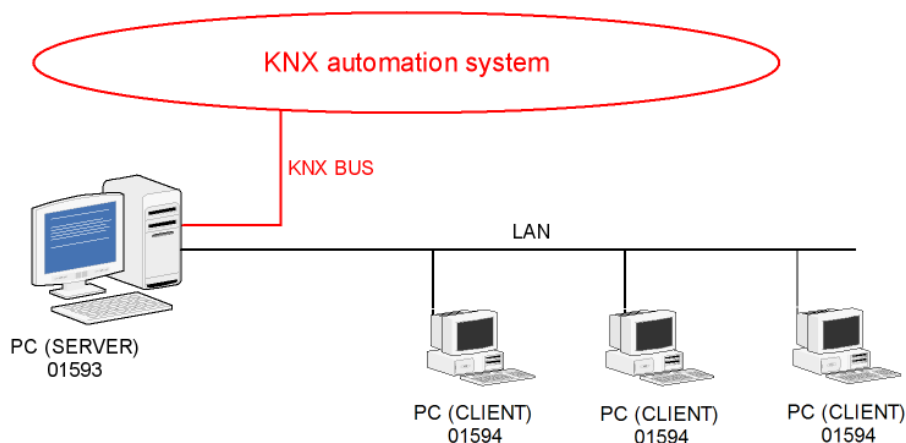 KNX automation system
KNX BUS
LAN
PC (SERVER)
01593
PC (CLIENT)
01594
PC (CLIENT)
01594
PC (CLIENT)
01594